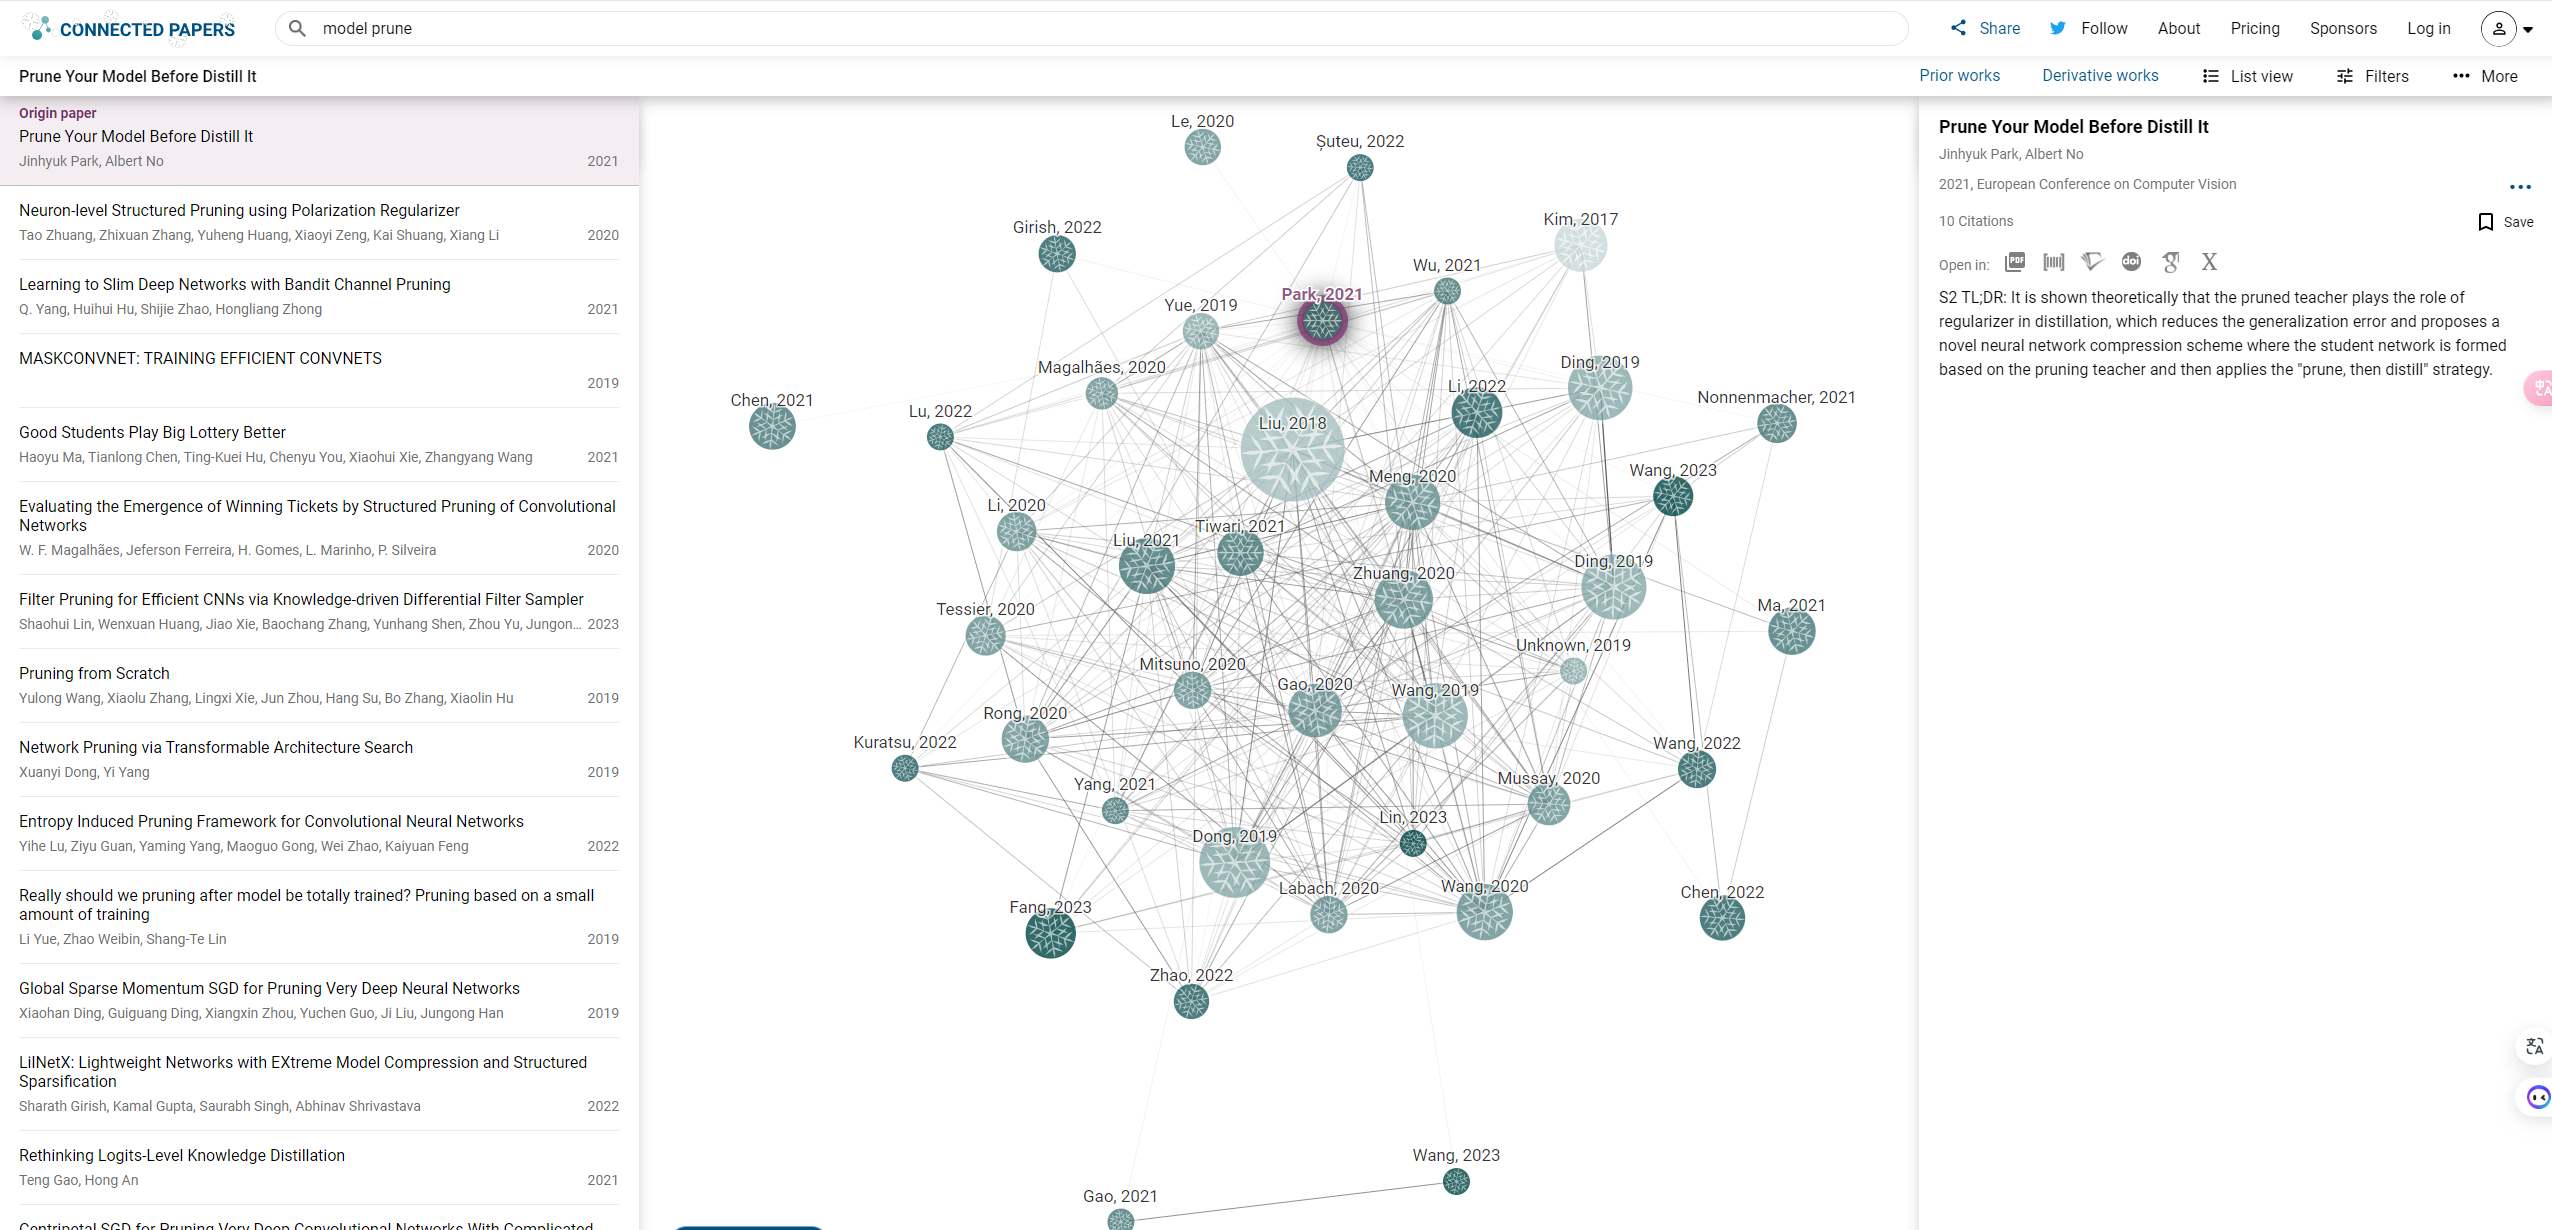 CONNECTED PAPERS
model prune
Share
Follow
About
Pricing
Sponsors
Log in
Prune Your Model Before Distill It
Prior works
Derivative works
List view
Filters
More
Origin paper
Prune Your Model Before Distill It
Jinhyuk Park, Albert No
2021
Neuron-level Structured Pruning using Polarization Regularizer
Tao Zhuang, Zhixuan Zhang, Yuheng Huang, Xiaoyi Zeng, Kai Shuang, Xiang Li
2020
Learning to Slim Deep Networks with Bandit Channel Pruning
Q. Yang, Huihui Hu, Shijie Zhao, Hongliang Zhong
2021
MASKCONVNET: TRAINING EFFICIENT CONVNETS
2019
Good Students Play Big Lottery Better
Haoyu Ma, Tianlong Chen, Ting-Kuei Hu, Chenyu You, Xiaohui Xie, Zhangyang Wang
2021
Evaluating the Emergence of Winning Tickets by Structured Pruning of Convolutional
Networks
W. F. Magalhães, Jeferson Ferreira, H. Gomes, L. Marinho, P. Silveira
2020
Filter Pruning for Efficient CNNs via Knowledge-driven Differential Filter Sampler
Shaohui Lin, Wenxuan Huang, Jiao Xie, Baochang Zhang, Yunhang Shen, Zhou Yu, Jungon...
2023
Pruning from Scratch
Yulong Wang, Xiaolu Zhang, Lingxi Xie, Jun Zhou, Hang Su, Bo Zhang, Xiaolin Hu
2019
Network Pruning via Transformable Architecture Search
Xuanyi Dong, Yi Yang
2019
Entropy Induced Pruning Framework for Convolutional Neural Networks
Yihe Lu, Ziyu Guan, Yaming Yang, Maoguo Gong, Wei Zhao, Kaiyuan Feng
2022
Really should we pruning after model be totally trained? Pruning based on a small
amount of training
Li Yue, Zhao Weibin, Shang-Te Lin
2019
Global Sparse Momentum SGD for Pruning Very Deep Neural Networks
Xiaohan Ding, Guiguang Ding, Xiangxin Zhou, Yuchen Guo, Ji Liu, Jungong Han
2019
LilNetX: Lightweight Networks with EXtreme Model Compression and Structured
Sparsification
Sharath Girish, Kamal Gupta, Saurabh Singh, Abhinav Shrivastava
2022
Rethinking Logits-Level Knowledge Distillation
Teng Gao, Hong An
2021
Centripetal SGD for Pruning Very Deep Convolutional Networks With Complicated
Le, 2020
Șuteu, 2022
Girish, 2022
Kim, 2017
Wu, 2021
Park, 2021
Yue, 2019
Magalhães, 2020
Ding, 2019
Li, 2022
Nonnenmacher, 2021
Chen, 2021
Lu, 2022
Liu, 2018
Meng, 2020
Wang, 2023
Li, 2020
Tiwari, 2021
Liu, 2021
Ding, 2019
Zhuang, 2020
Tessier, 2020
Ma, 2021
Unknown, 2019
Mitsuno, 2020
Gao, 2020
Wang, 2019
Rong, 2020
Kuratsu, 2022
Wang, 2022
Yang, 2021
Mussay, 2020
Lin, 2023
Dong, 2019
Labach, 2020
Wang, 2020
Chen, 2022
Fang, 2023
Zhao, 2022
Wang, 2023
Gao, 2021
Prune Your Model Before Distill It
Jinhyuk Park, Albert No
2021, European Conference on Computer Vision
10 Citations
Save
Open in:
PDF
doi
X
S2 TL;DR: It is shown theoretically that the pruned teacher plays the role of
regularizer in distillation, which reduces the generalization error and proposes a
novel neural network compression scheme where the student network is formed
based on the pruning teacher and then applies the "prune, then distill" strategy.